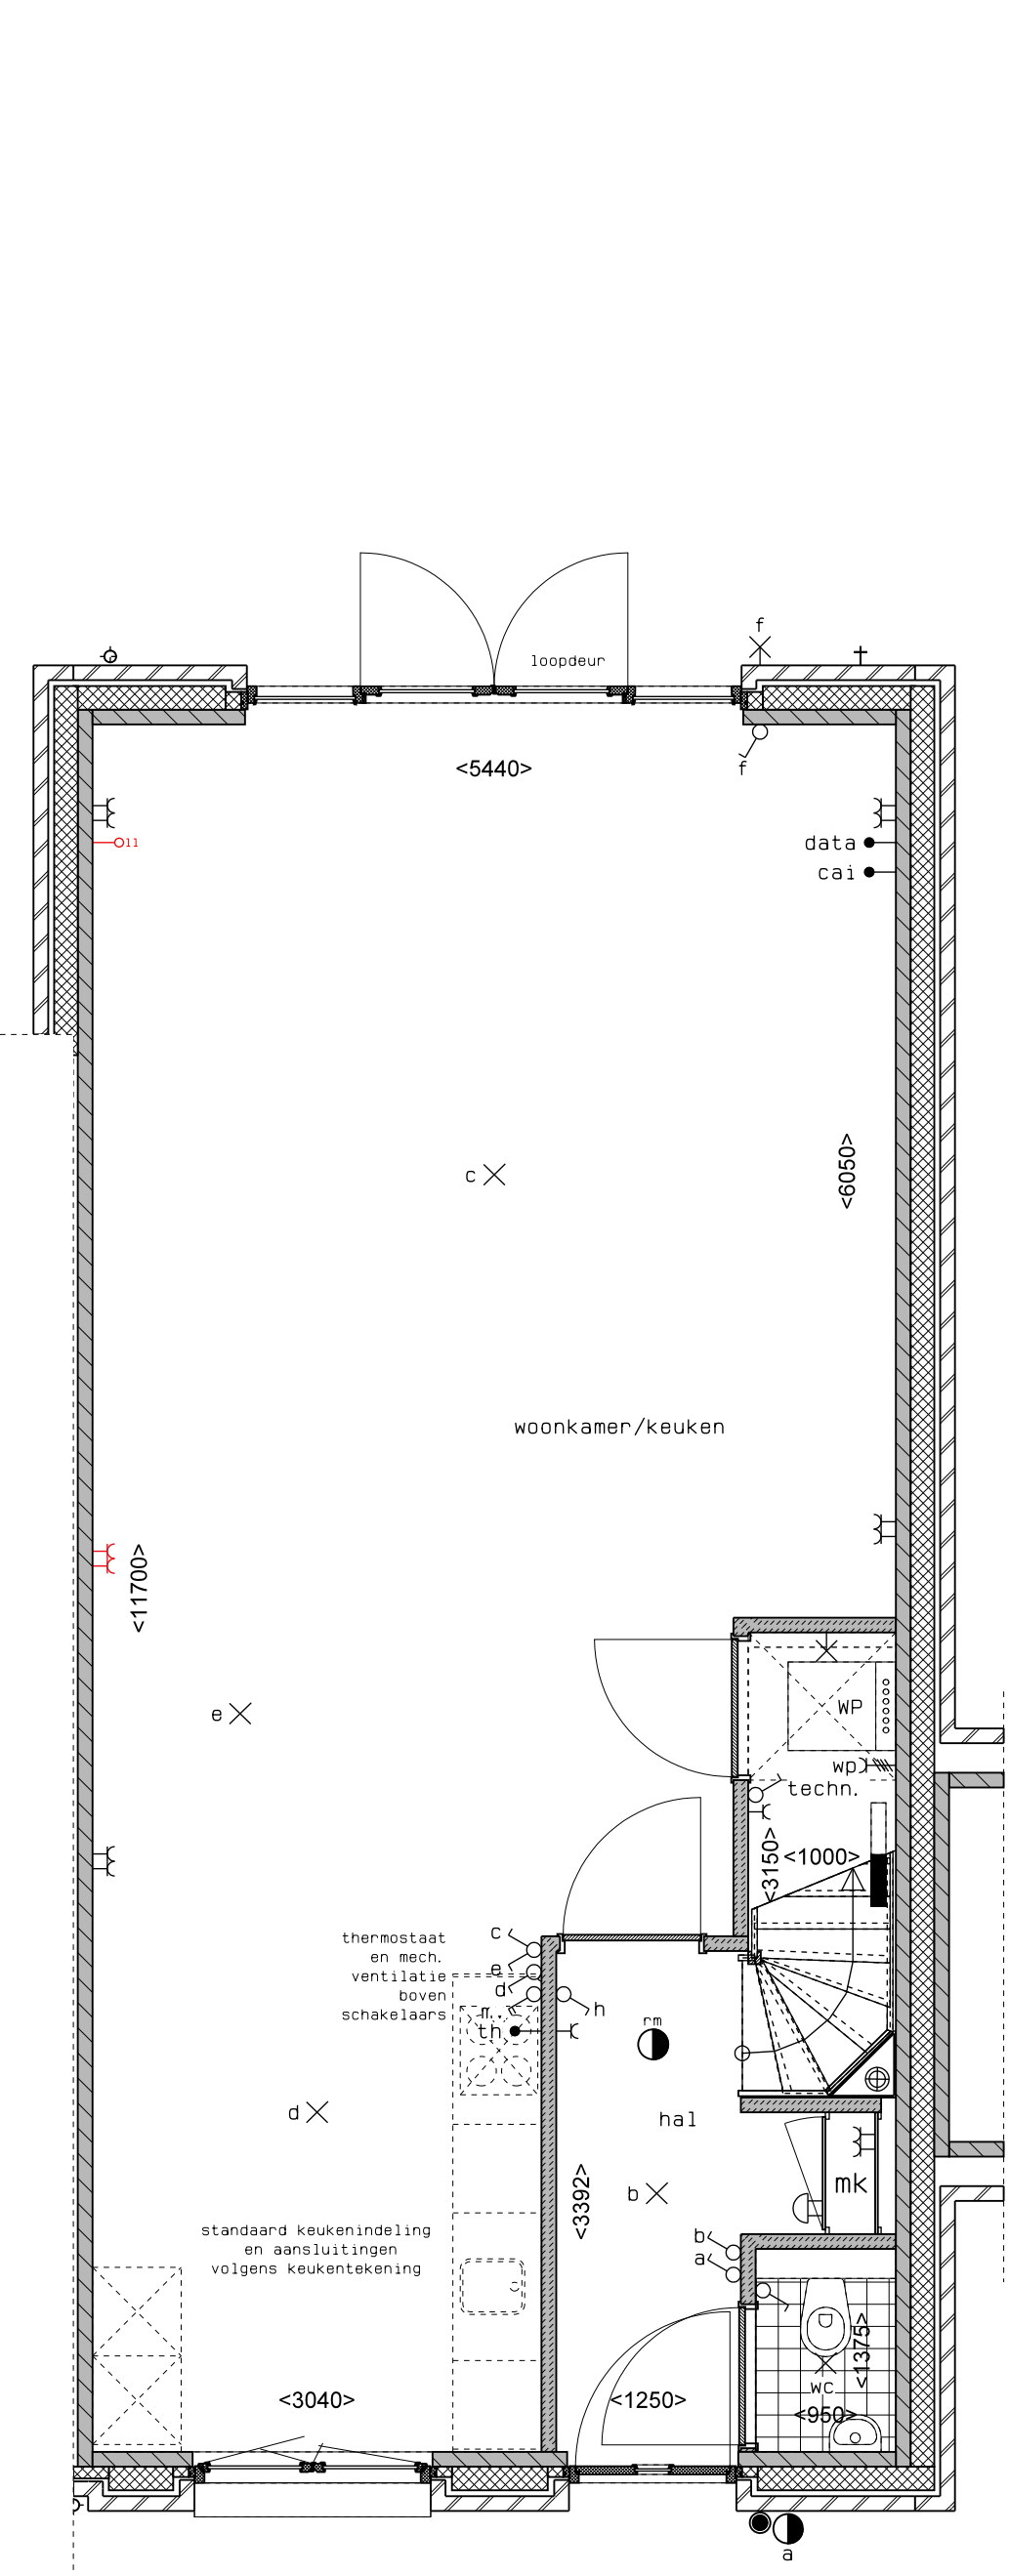 f
loopdeur
<5440>
f
11
data
cai
c
<6050>
woonkamer/keuken
<11700>
e
WP
wp
techn.
<3150>
<1000>
thermostaat
en mech.
ventilatie
boven
schakelaars
c
e
d
m.v.
th
h
rm
d
hal
mk
b
<3392>
standaard keukenindeling
en aansluitingen
volgens keukentekening
b
a
<1375>
wc
<3040>
<1250>
<950>
a